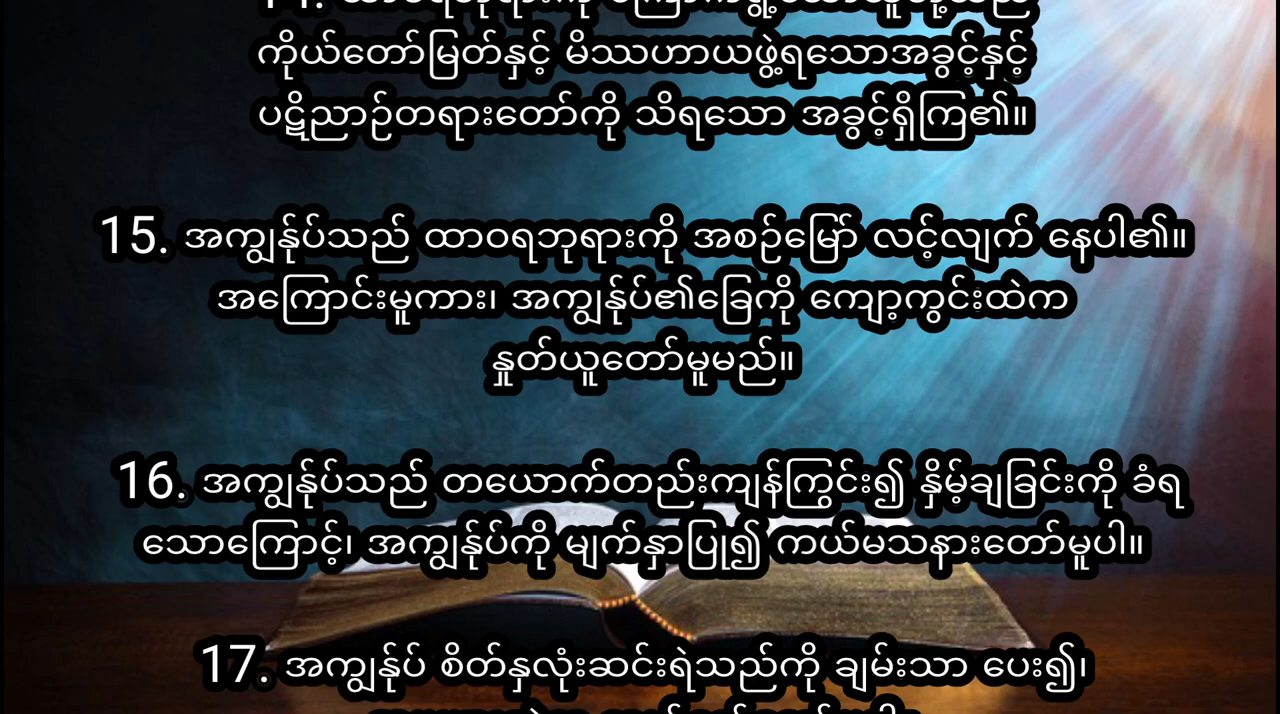 ကိုယ်တော်မြတ်နှင့် မိဿဟာယဖွဲ့ရသောအခွင့်နှင့်
ပဋိညာဉ်တရားတော်ကို သိရသော အခွင့်ရှိကြ၏။
15. အကျွန်ုပ်သည် ထာဝရဘုရားကို အစဉ်မြော် လင့်လျက် နေပါ၏။
အကြောင်းမူကား၊ အကျွန်ုပ်၏ခြေကို ကျော့ကွင်းထဲက
နှုတ်ယူတော်မူမည်။
16. အကျွန်ုပ်သည် တယောက်တည်းကျန်ကြွင်း၍ နှိမ့်ချခြင်းကို ခံရ
သောကြောင့်၊ အကျွန်ုပ်ကို မျက်နှာပြု၍ ကယ်မသနားတော်မူပါ။
17. အကျွန်ုပ် စိတ်နှလုံးဆင်းရဲသည်ကို ချမ်းသာ ပေး၍၊